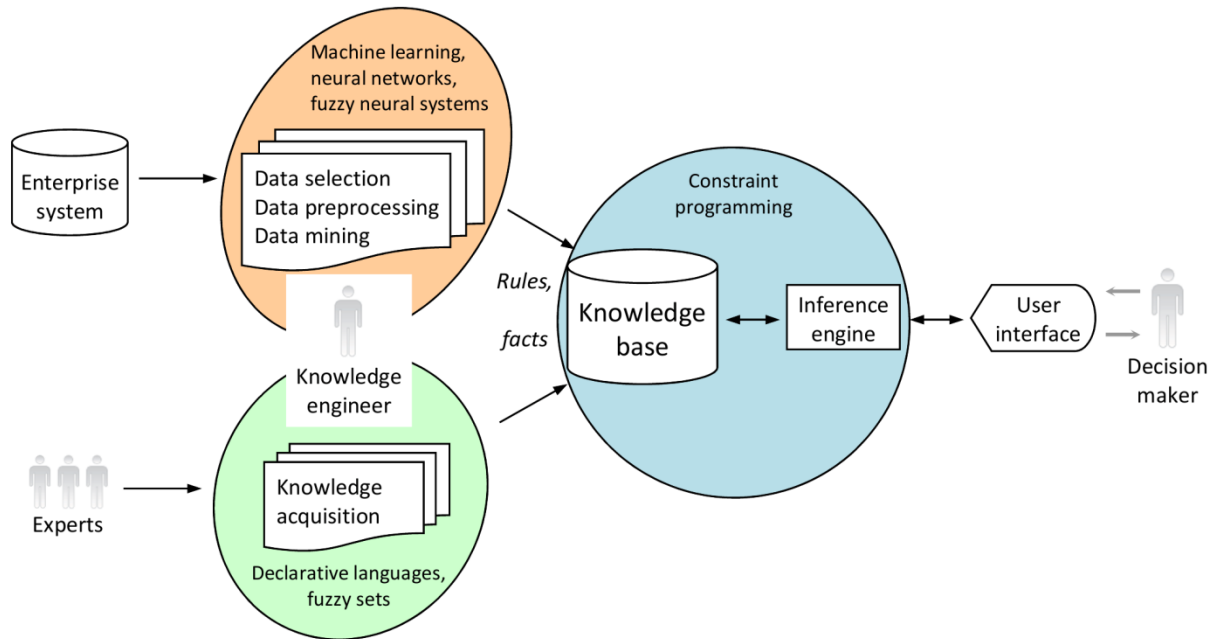 Machine learning,
neural networks,
fuzzy neural systems
Enterprise
system
Data selection
Data preprocessing
Data mining
Knowledge
engineer
Experts
Knowledge
acquisition
Declarative languages,
fuzzy sets
Rules,
facts
Constraint
programming
Knowledge
base
Inference
engine
User
interface
Decision
maker